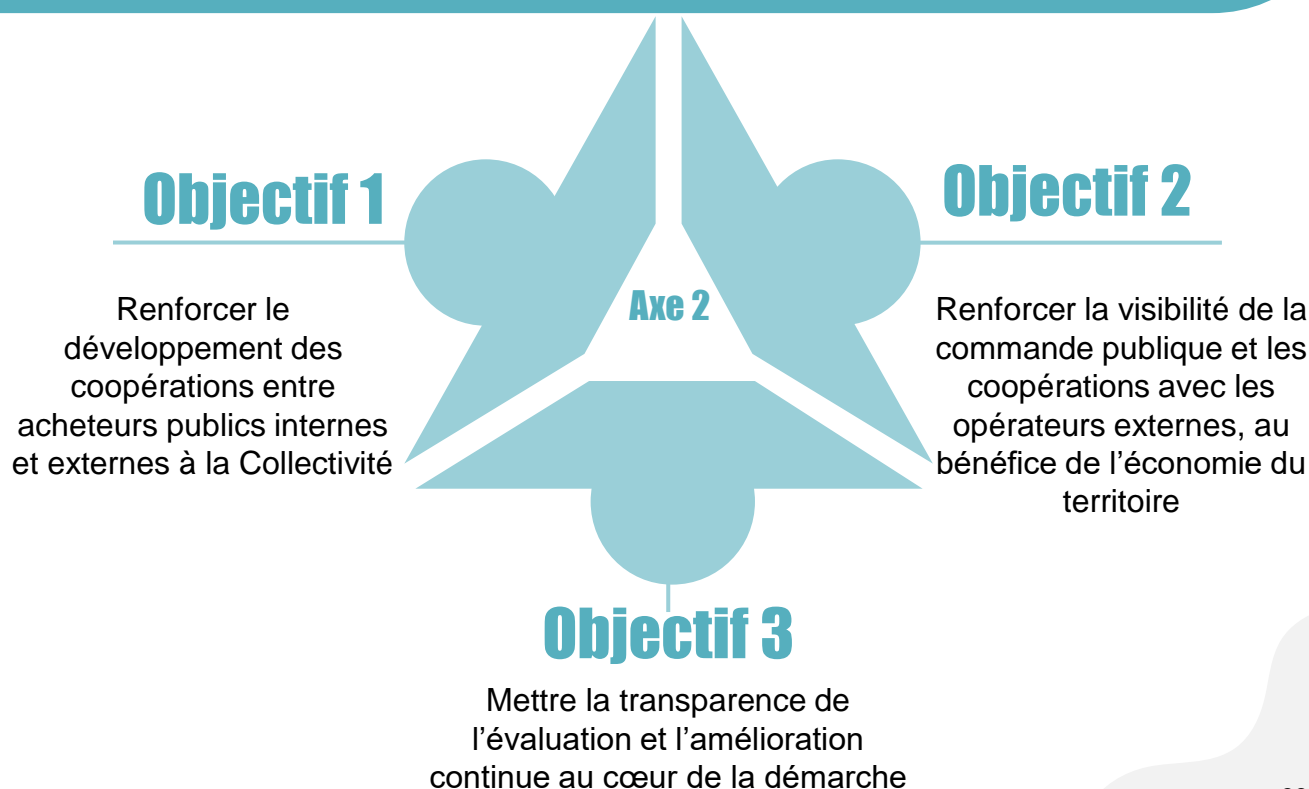 Objectif 1
Renforcer le
développement des
coopérations entre
acheteurs publics internes
et externes à la Collectivité
Axe 2
Objectif 2
Renforcer la visibilité de la
commande publique et les
coopérations avec les
opérateurs externes, au
bénéfice de l’économie du
territoire
Objectif 3
Mettre la transparence de
l’évaluation et l’amélioration
continue au cœur de la démarche